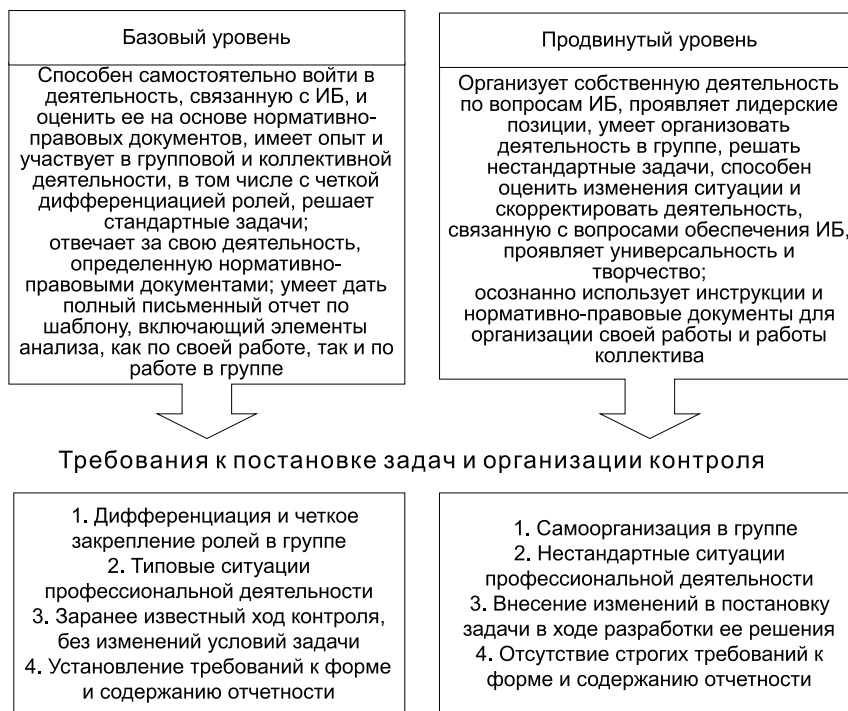 Базовый уровень
Способен самостоятельно войти в
деятельность, связанную с ИБ, и
оценить ее на основе нормативно-
правовых документов, имеет опыт и
участвует в групповой и коллективной
деятельности, в том числе с четкой
дифференциацией ролей, решает
стандартные задачи;
отвечает за свою деятельность,
определенную нормативно-
правовыми документами; умеет дать
полный письменный отчет по
шаблону, включающий элементы
анализа, как по своей работе, так и по
работе в группе
Продвинутый уровень
Организует собственную деятельность
по вопросам ИБ, проявляет лидерские
позиции, умеет организовать
деятельность в группе, решать
нестандартные задачи, способен
оценить изменения ситуации и
скорректировать деятельность,
связанную с вопросами обеспечения ИБ,
проявляет универсальность и
творчество;
осознанно использует инструкции и
нормативно-правовые документы для
организации своей работы и работы
коллектива
Требования к постановке задач и организации контроля
1. Дифференциация и четкое
закрепление ролей в группе
2. Типовые ситуации
профессиональной деятельности
3. Заранее известный ход контроля,
без изменений условий задачи
4. Установление требований к форме
и содержанию отчетности
1. Самоорганизация в группе
2. Нестандартные ситуации
профессиональной деятельности
3. Внесение изменений в постановку
задачи в ходе разработки ее решения
4. Отсутствие строгих требований к
форме и содержанию отчетности